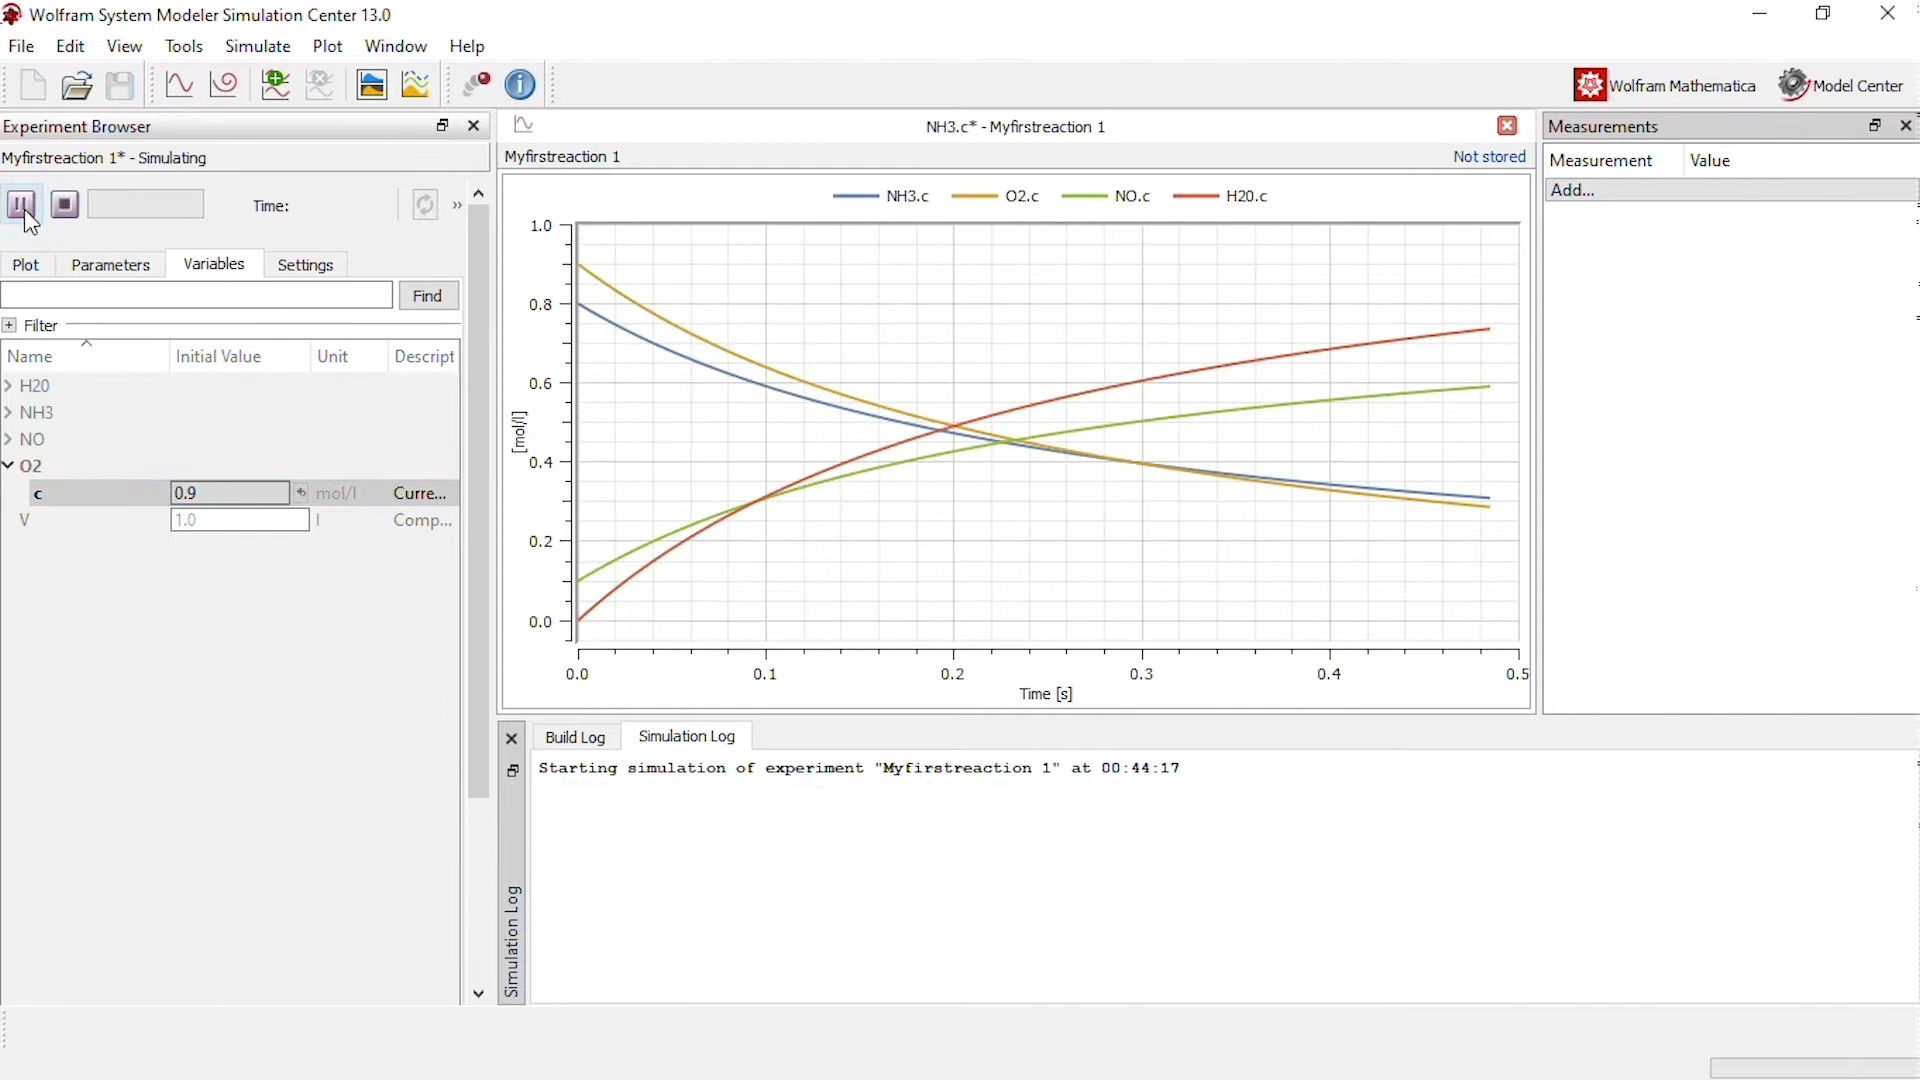 Wolfram System Modeler Simulation Center 13.0
File Edit View Tools Simulate Plot Window Help
Wolfram Mathematica Model Center
Experiment Browser
Myfirstreaction 1* - Simulating
Time:
»
Plot Parameters Variables Settings
Find
+ Filter
Name Initial Value Unit Descript
H20
NH3
NO
O2
c 0.9 mol/l Curre...
V 1.0 l Comp...
NH3.c* - Myfirstreaction 1
Myfirstreaction 1 Not stored
NH3.c O2.c NO.c H20.c
1.0
0.8
0.6
0.4
0.2
0.0
[mol/l]
0.0 0.1 0.2 0.3 0.4 0.5
Time [s]
Measurements
Measurement Value
Add...
Build Log Simulation Log
Starting simulation of experiment "Myfirstreaction 1" at 00:44:17
Simulation Log